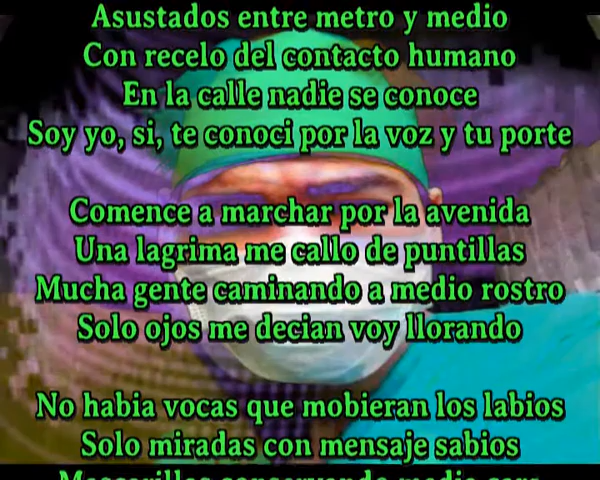 Asustados entre metro y medio
Con recelo del contacto humano
En la calle nadie se conoce
Soy yo, si, te conoci por la voz y tu porte
Comence a marchar por la avenida
Una lagrima me callo de puntillas
Mucha gente caminando a medio rostro
Solo ojos me decian voy llorando
No habia vocas que mobieran los labios
Solo miradas con mensaje sabios